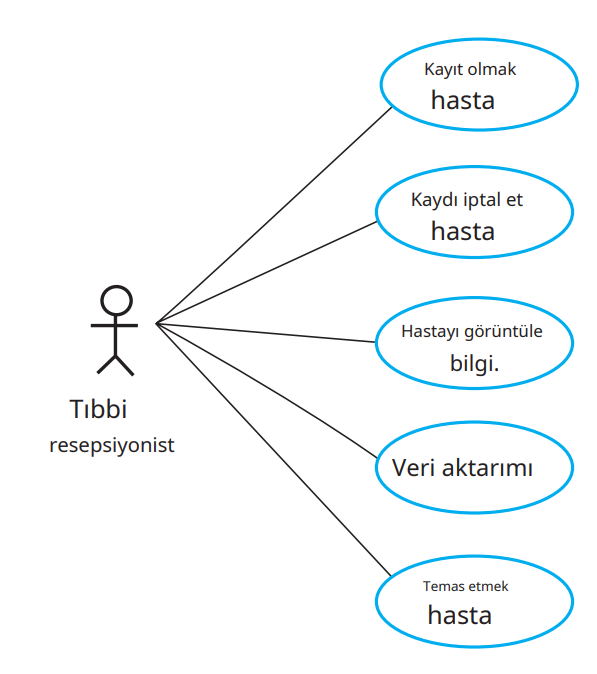 Kayıt olmak
hasta
Kaydı iptal et
hasta
Hastayı görüntüle
bilgi.
Tıbbi
resepsiyonist
Veri aktarımı
Temas etmek
hasta